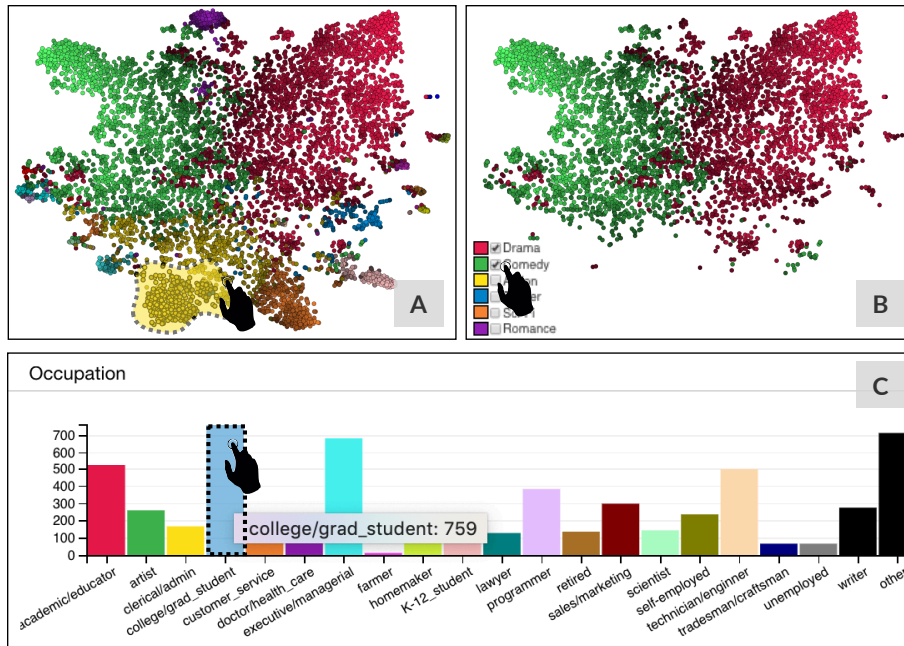 A
B
Drama
Comedy
Romance
Occupation
C
700
600
500
400
300
200
100
0
college/grad_student: 759
academic/educator
artist
clerical/admin
college/grad_student
customer_service
doctor/health_care
executive/managerial
farmer
homemaker
K-12_student
lawyer
programmer
retired
sales/marketing
scientist
self-employed
technician/enginner
tradesman/craftsman
unemployed
writer
other